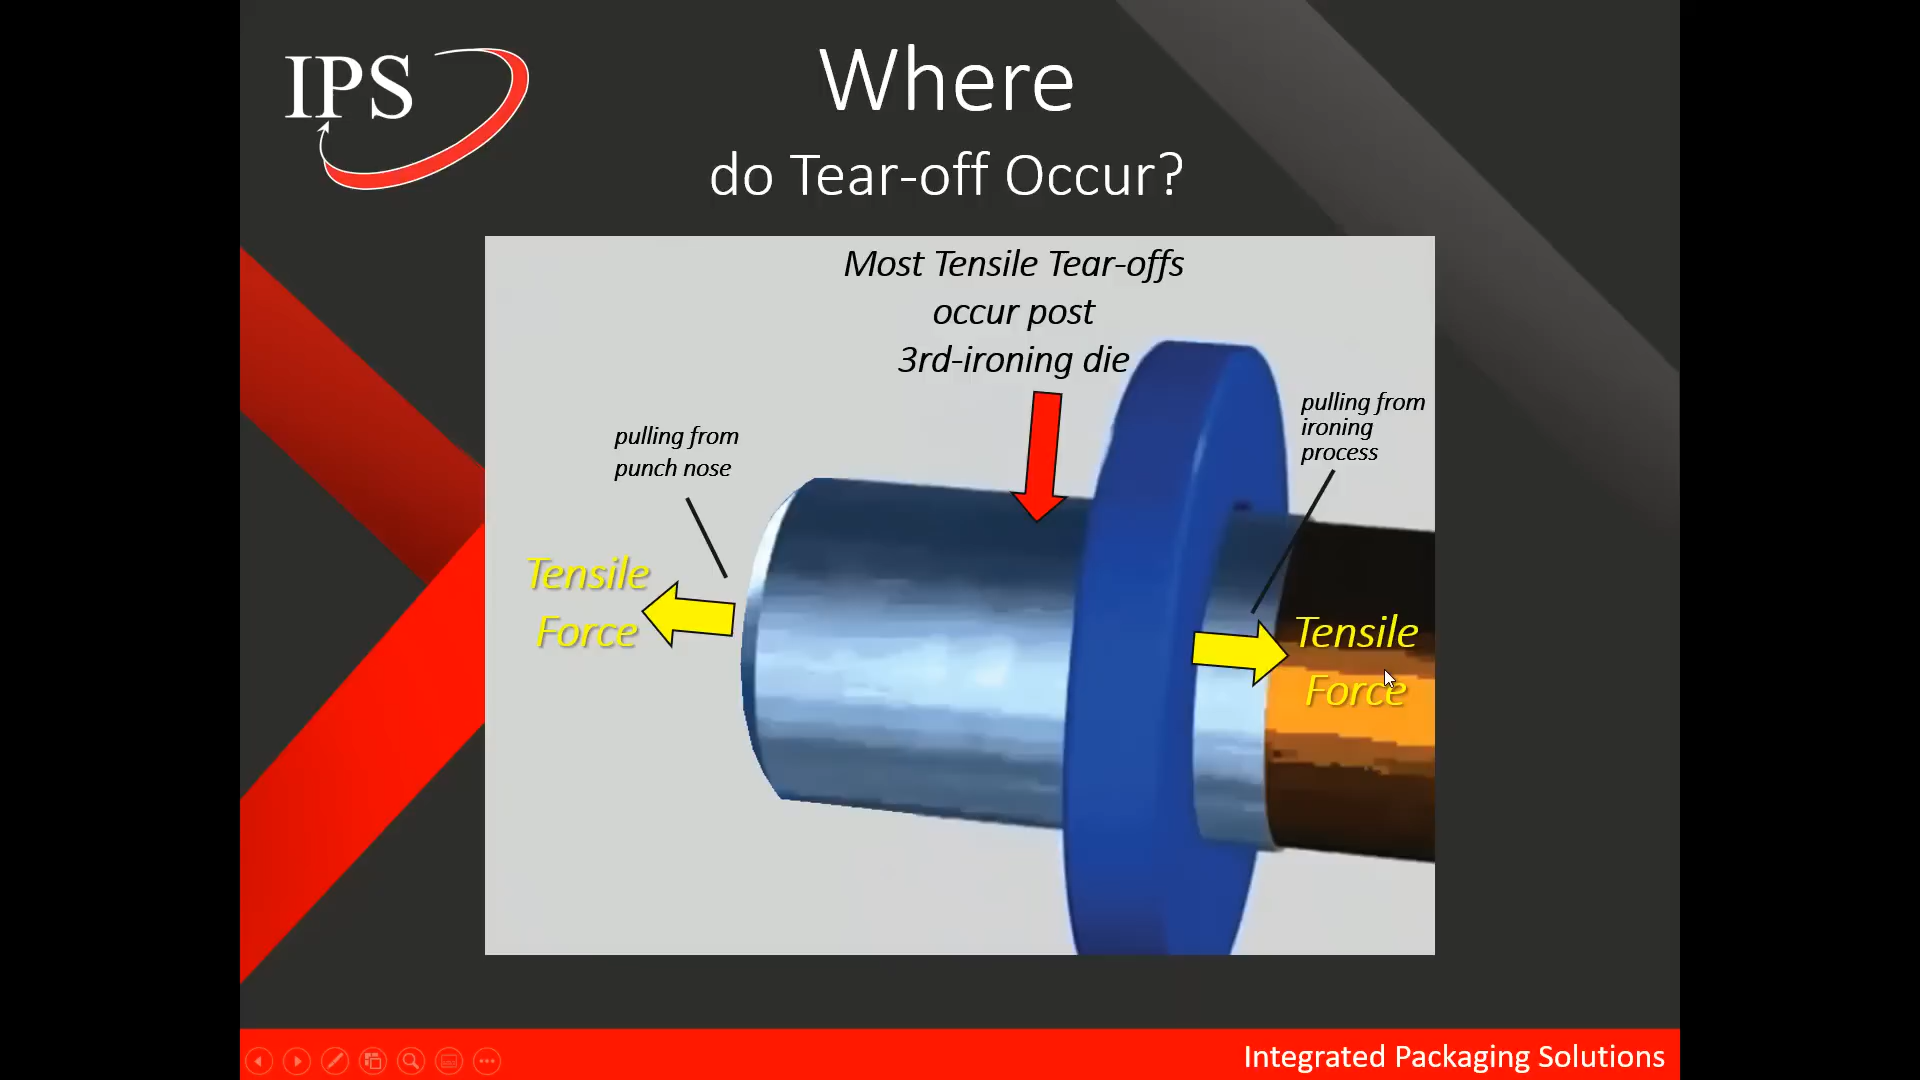 IPS
Where
do Tear-off Occur?
Most Tensile Tear-offs
occur post
3rd-ironing die
pulling from
ironing
process
pulling from
punch nose
Tensile
Force
Tensile
Force
Integrated Packaging Solutions